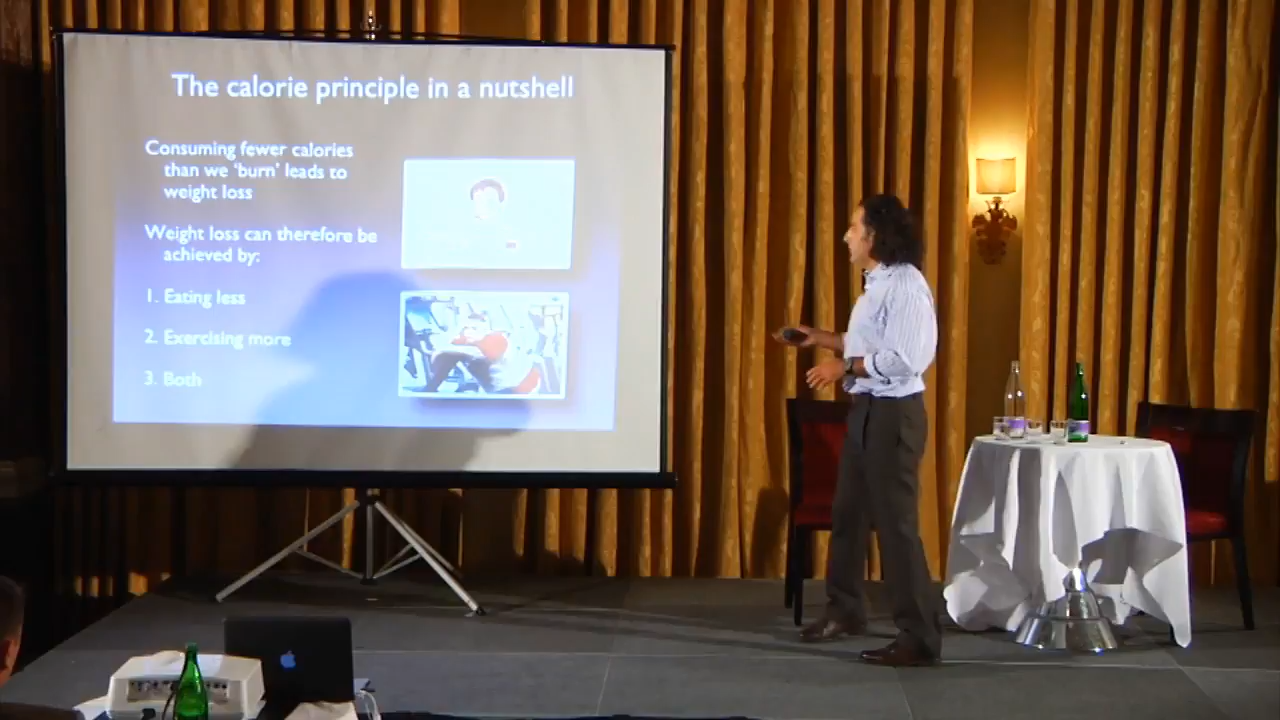 The calorie principle in a nutshell
Consuming fewer calories
than we 'burn' leads to
weight loss
Weight loss can therefore be
achieved by:
1. Eating less
2. Exercising more
3. Both